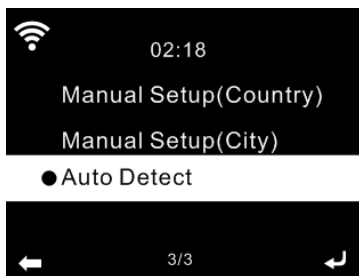 02:18
Manual Setup(Country)
Manual Setup(City)
Auto Detect
3/3